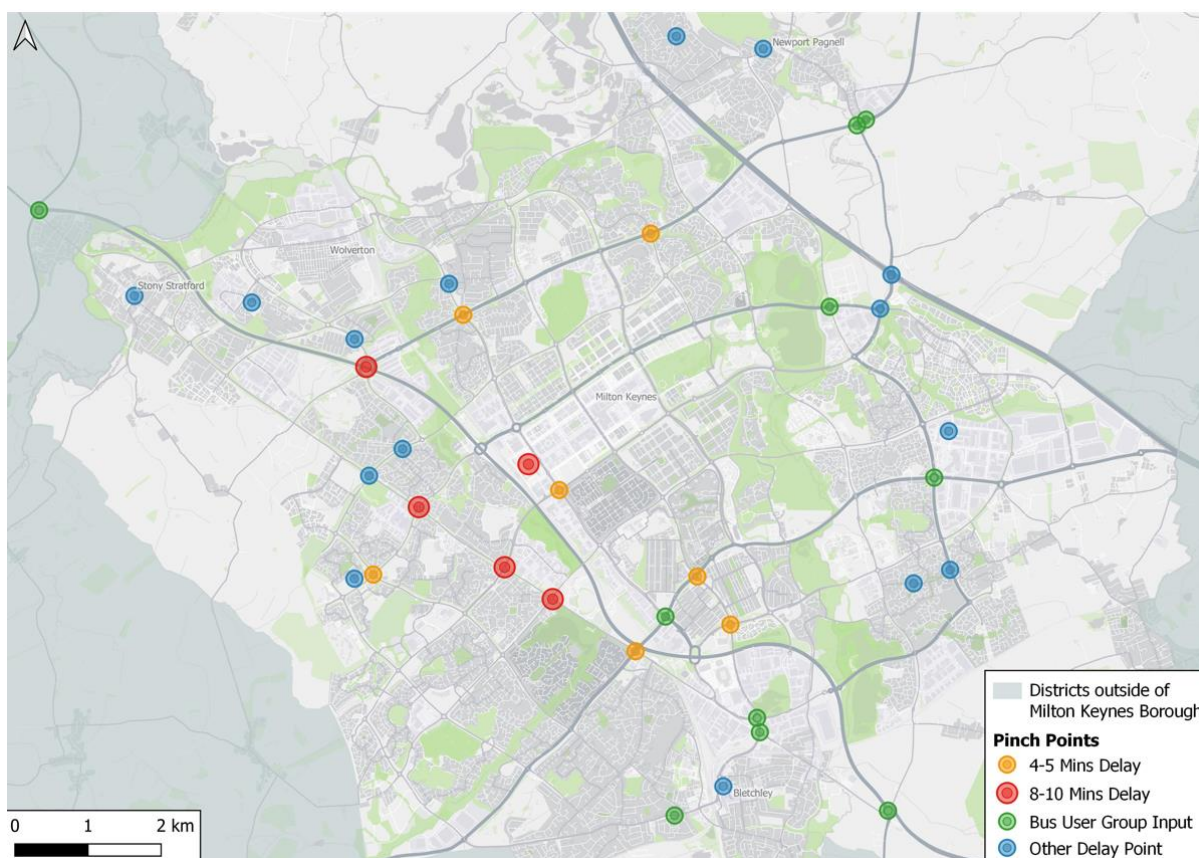 Newport Pagnell
Wolverton
Stony Stratford
Milton Keynes
Bletchley
Districts outside of
Milton Keynes Borough
Pinch Points
4-5 Mins Delay
8-10 Mins Delay
Bus User Group Input
Other Delay Point
0 1 2 km